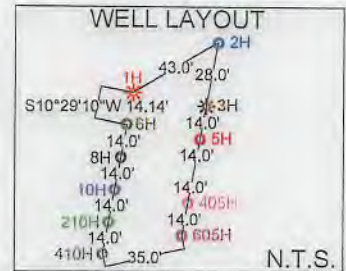 WELL LAYOUT
2H
43.0'
28.0'
1H
S10°29'10"W 14.14'
3H
14.0'
6H
5H
14.0'
14.0'
8H
14.0'
10H
14.0'
405H
14.0'
210H
14.0'
605H
14.0'
410H
35.0'
N.T.S.